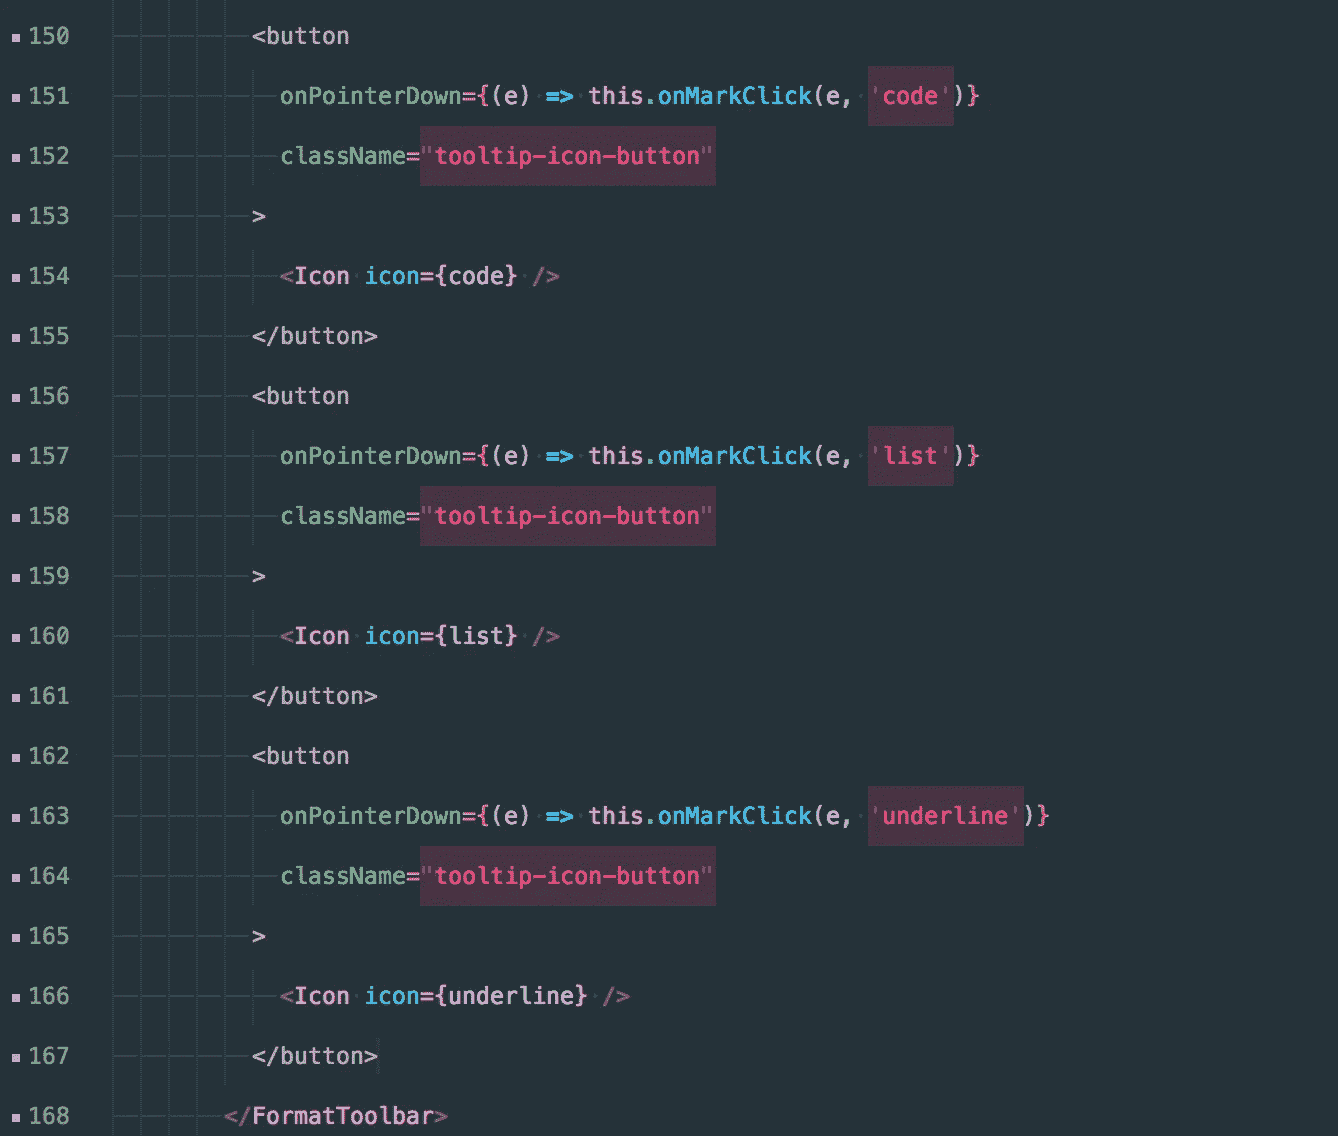 150 <button
151 onPointerDown={(e) => this.onMarkClick(e, 'code')}
152 className="tooltip-icon-button"
153 >
154 <Icon icon={code} />
155 </button>
156 <button
157 onPointerDown={(e) => this.onMarkClick(e, 'list')}
158 className="tooltip-icon-button"
159 >
160 <Icon icon={list} />
161 </button>
162 <button
163 onPointerDown={(e) => this.onMarkClick(e, 'underline')}
164 className="tooltip-icon-button"
165 >
166 <Icon icon={underline} />
167 </button>
168 </FormatToolbar>